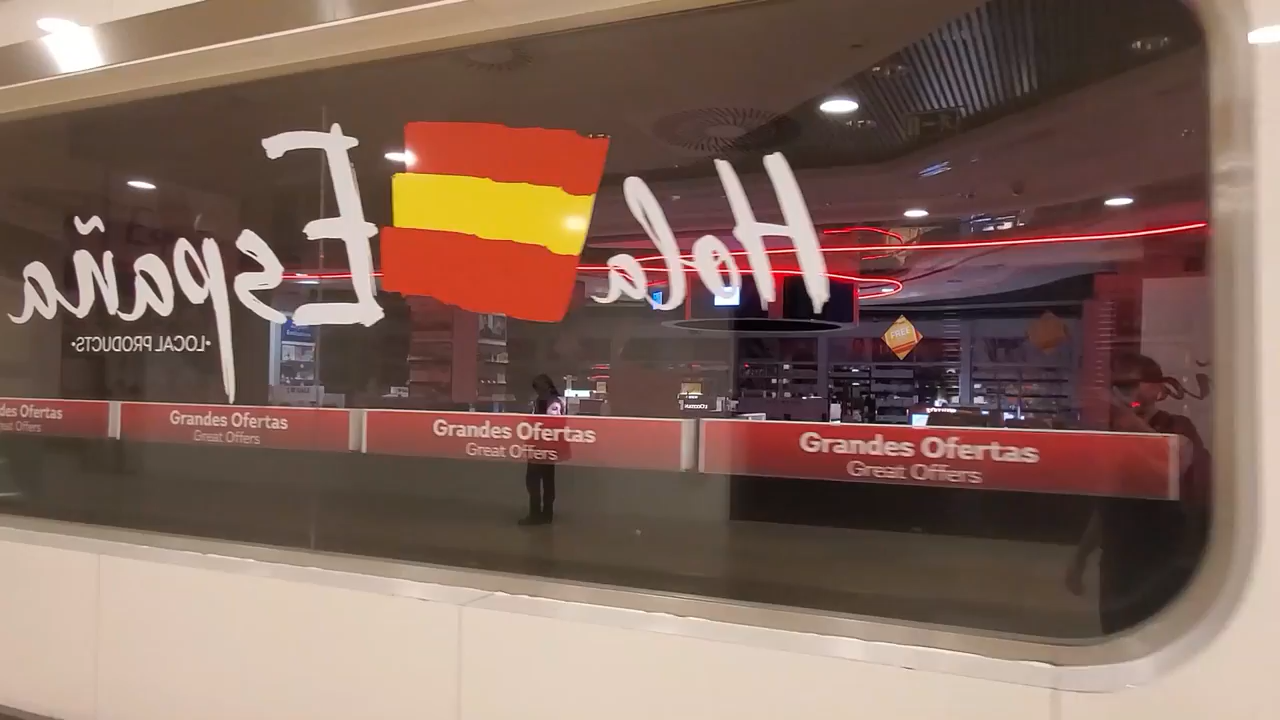 Hola España
•LOCAL PRODUCTS•
FREE
des Ofertas
Great Offers
Grandes Ofertas
Great Offers
Grandes Ofertas
Great Offers
Grandes Ofertas
Great Offers